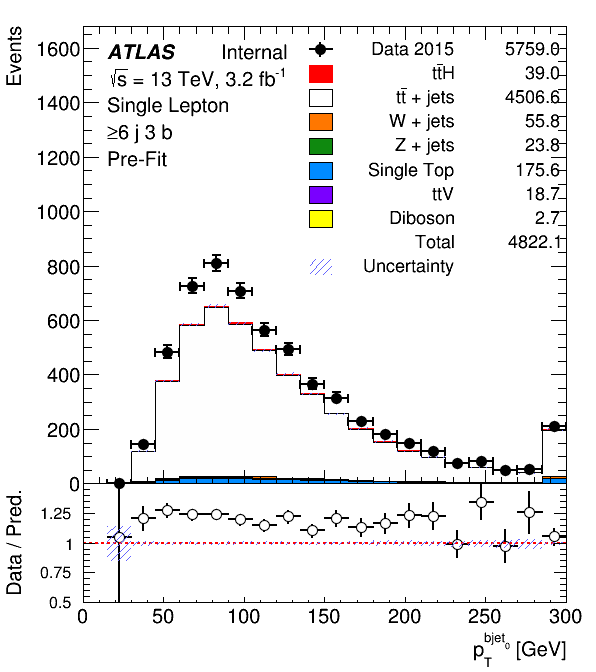 Events
1600
1400
1200
1000
800
600
400
200
0
ATLAS Internal
√s = 13 TeV, 3.2 fb⁻¹
Single Lepton
≥6 j 3 b
Pre-Fit
Data 2015 5759.0
tt̄H 39.0
tt̄ + jets 4506.6
W + jets 55.8
Z + jets 23.8
Single Top 175.6
ttV 18.7
Diboson 2.7
Total 4822.1
Uncertainty
Data / Pred.
1.25
1
0.75
0.5
0 50 100 150 200 250 300
p_T^bjet₀ [GeV]